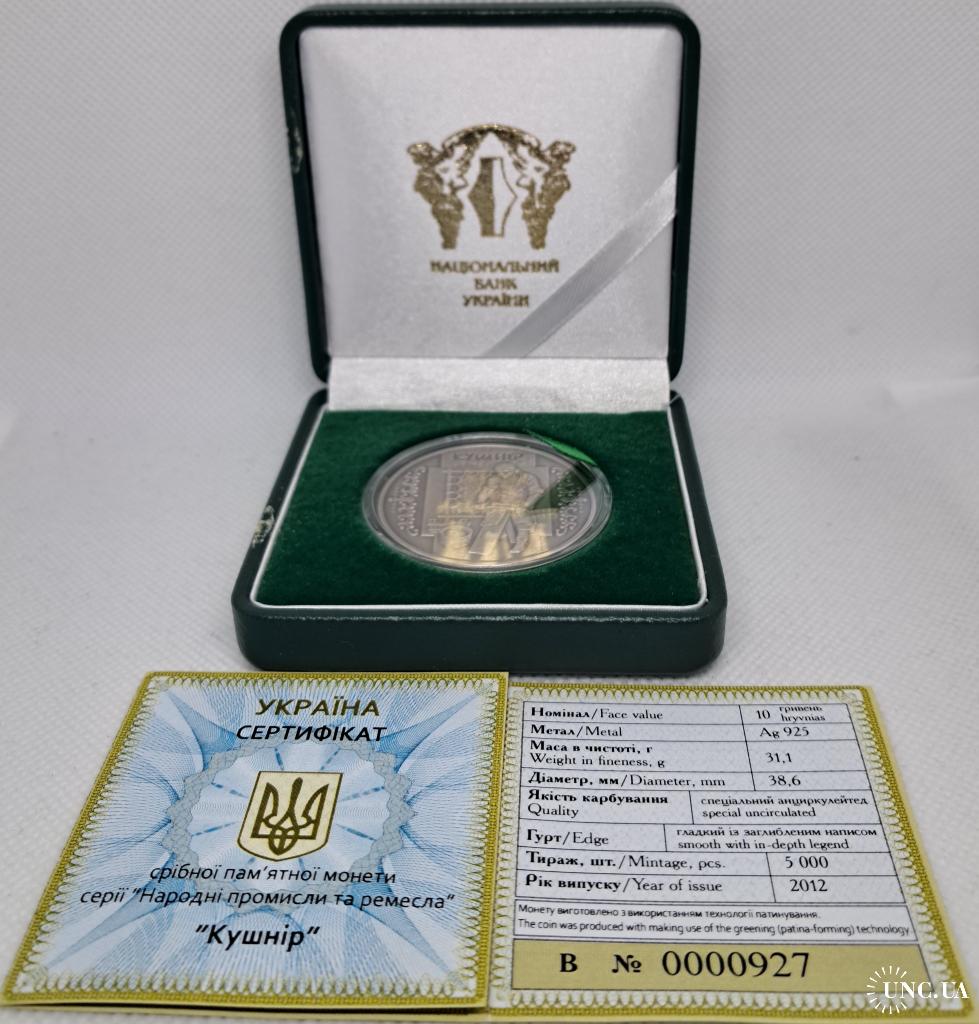 НАЦІОНАЛЬНИЙ
БАНК
УКРАЇНИ
КУШНІР
УКРАЇНА
СЕРТИФІКАТ
срібної пам'ятної монети
серії "Народні промисли та ремесла"
"Кушнір"
Номінал/Face value 10 гривень hryvnias
Метал/Metal Ag 925
Маса в чистоті, г
Weight in fineness, g 31,1
Діаметр, мм/Diameter, mm 38,6
Якість карбування спеціальний анциркулейтед
Quality special uncirculated
Гурт/Edge гладкий із заглибленим написом
smooth with in-depth legend
Тираж, шт./Mintage, pcs. 5 000
Рік випуску/Year of issue 2012
Монету виготовлено з використанням технології патинування.
The coin was produced with making use of the greening (patina-forming) technology.
В № 0000927
UNC.UA